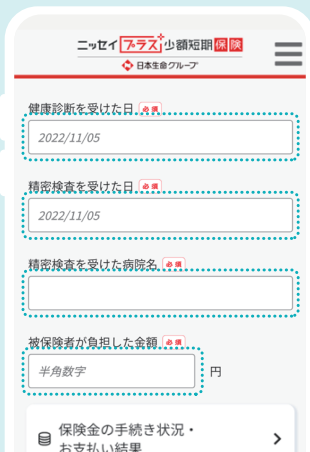 ニッセイプラス少額短期保険
日本生命グループ
健康診断を受けた日 必須
2022/11/05
精密検査を受けた日 必須
2022/11/05
精密検査を受けた病院名 必須
被保険者が負担した金額 必須
半角数字 円
保険金の手続き状況・
お支払い結果